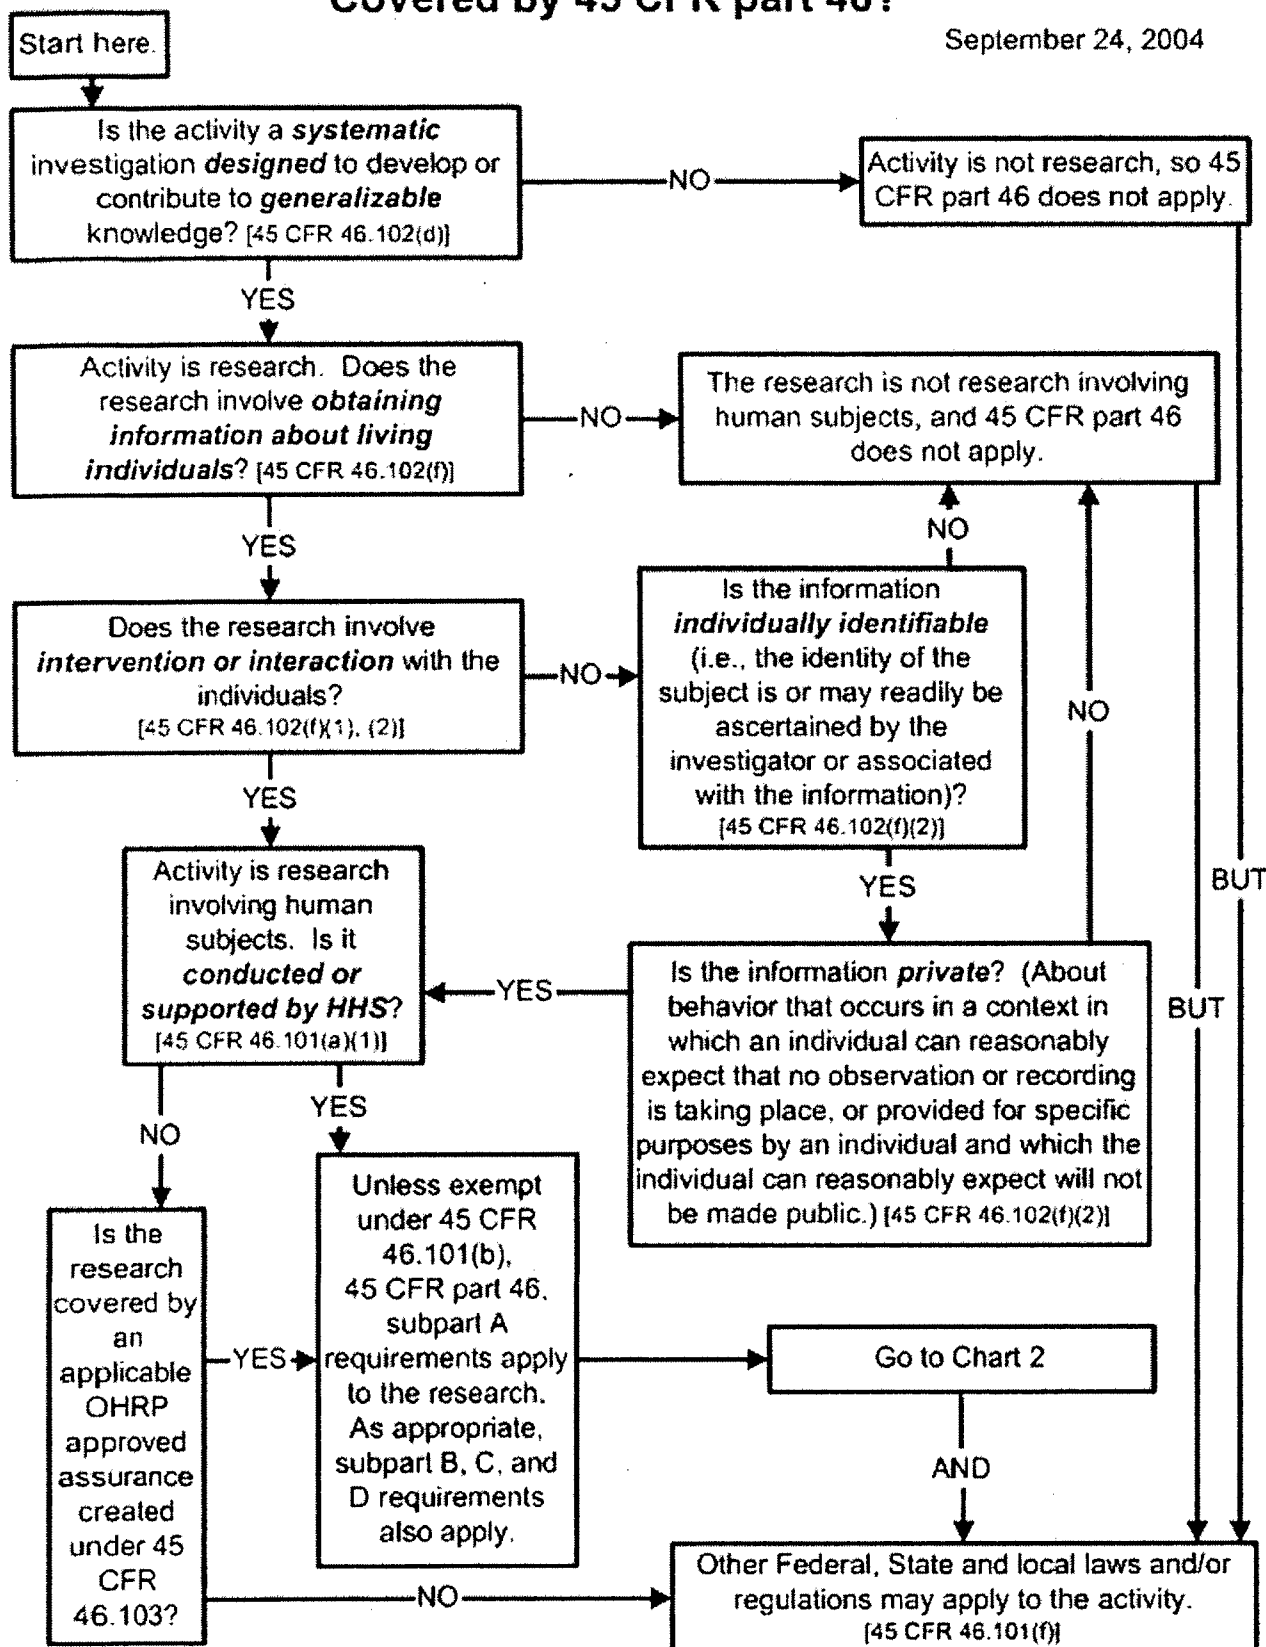 Covered by 45 CFR part 46?
Start here.
September 24, 2004
Is the activity a systematic
investigation designed to develop or
contribute to generalizable
knowledge? [45 CFR 46.102(d)]
NO
Activity is not research, so 45
CFR part 46 does not apply.
YES
Activity is research. Does the
research involve obtaining
information about living
individuals? [45 CFR 46.102(f)]
NO
The research is not research involving
human subjects, and 45 CFR part 46
does not apply.
YES
NO
Does the research involve
intervention or interaction with the
individuals?
[45 CFR 46.102(f)(1), (2)]
NO
Is the information
individually identifiable
(i.e., the identity of the
subject is or may readily be
ascertained by the
investigator or associated
with the information)?
[45 CFR 46.102(f)(2)]
NO
YES
YES
BUT
Activity is research
involving human
subjects. Is it
conducted or
supported by HHS?
[45 CFR 46.101(a)(1)]
YES
Is the information private? (About
behavior that occurs in a context in
which an individual can reasonably
expect that no observation or recording
is taking place, or provided for specific
purposes by an individual and which the
individual can reasonably expect will not
be made public.) [45 CFR 46.102(f)(2)]
BUT
NO
YES
Is the
research
covered by
an
applicable
OHRP
approved
assurance
created
under 45
CFR
46.103?
YES
Unless exempt
under 45 CFR
46.101(b),
45 CFR part 46,
subpart A
requirements apply
to the research.
As appropriate,
subpart B, C, and
D requirements
also apply.
Go to Chart 2
AND
NO
Other Federal, State and local laws and/or
regulations may apply to the activity.
[45 CFR 46.101(f)]